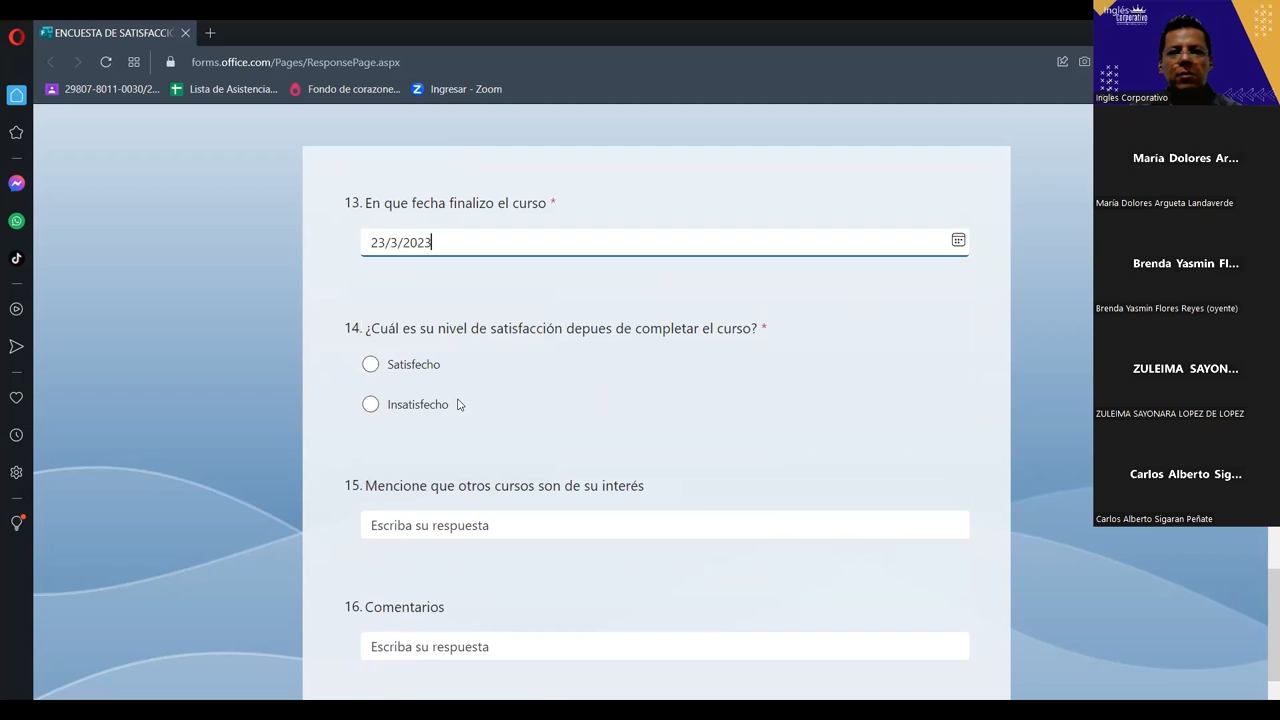 ENCUESTA DE SATISFACCIÓ
forms.office.com/Pages/ResponsePage.aspx
29807-8011-0030/2...
Lista de Asistencia...
Fondo de corazone...
Ingresar - Zoom
13. En que fecha finalizo el curso *
23/3/2023
14. ¿Cuál es su nivel de satisfacción depues de completar el curso? *
Satisfecho
Insatisfecho
15. Mencione que otros cursos son de su interés
Escriba su respuesta
16. Comentarios
Escriba su respuesta
Inglés
Corporativo
Ingles Corporativo
María Dolores Ar...
María Dolores Argueta Landaverde
Brenda Yasmin Fl...
Brenda Yasmin Flores Reyes (oyente)
ZULEIMA SAYON...
ZULEIMA SAYONARA LOPEZ DE LOPEZ
Carlos Alberto Sig...
Carlos Alberto Sigaran Peñate